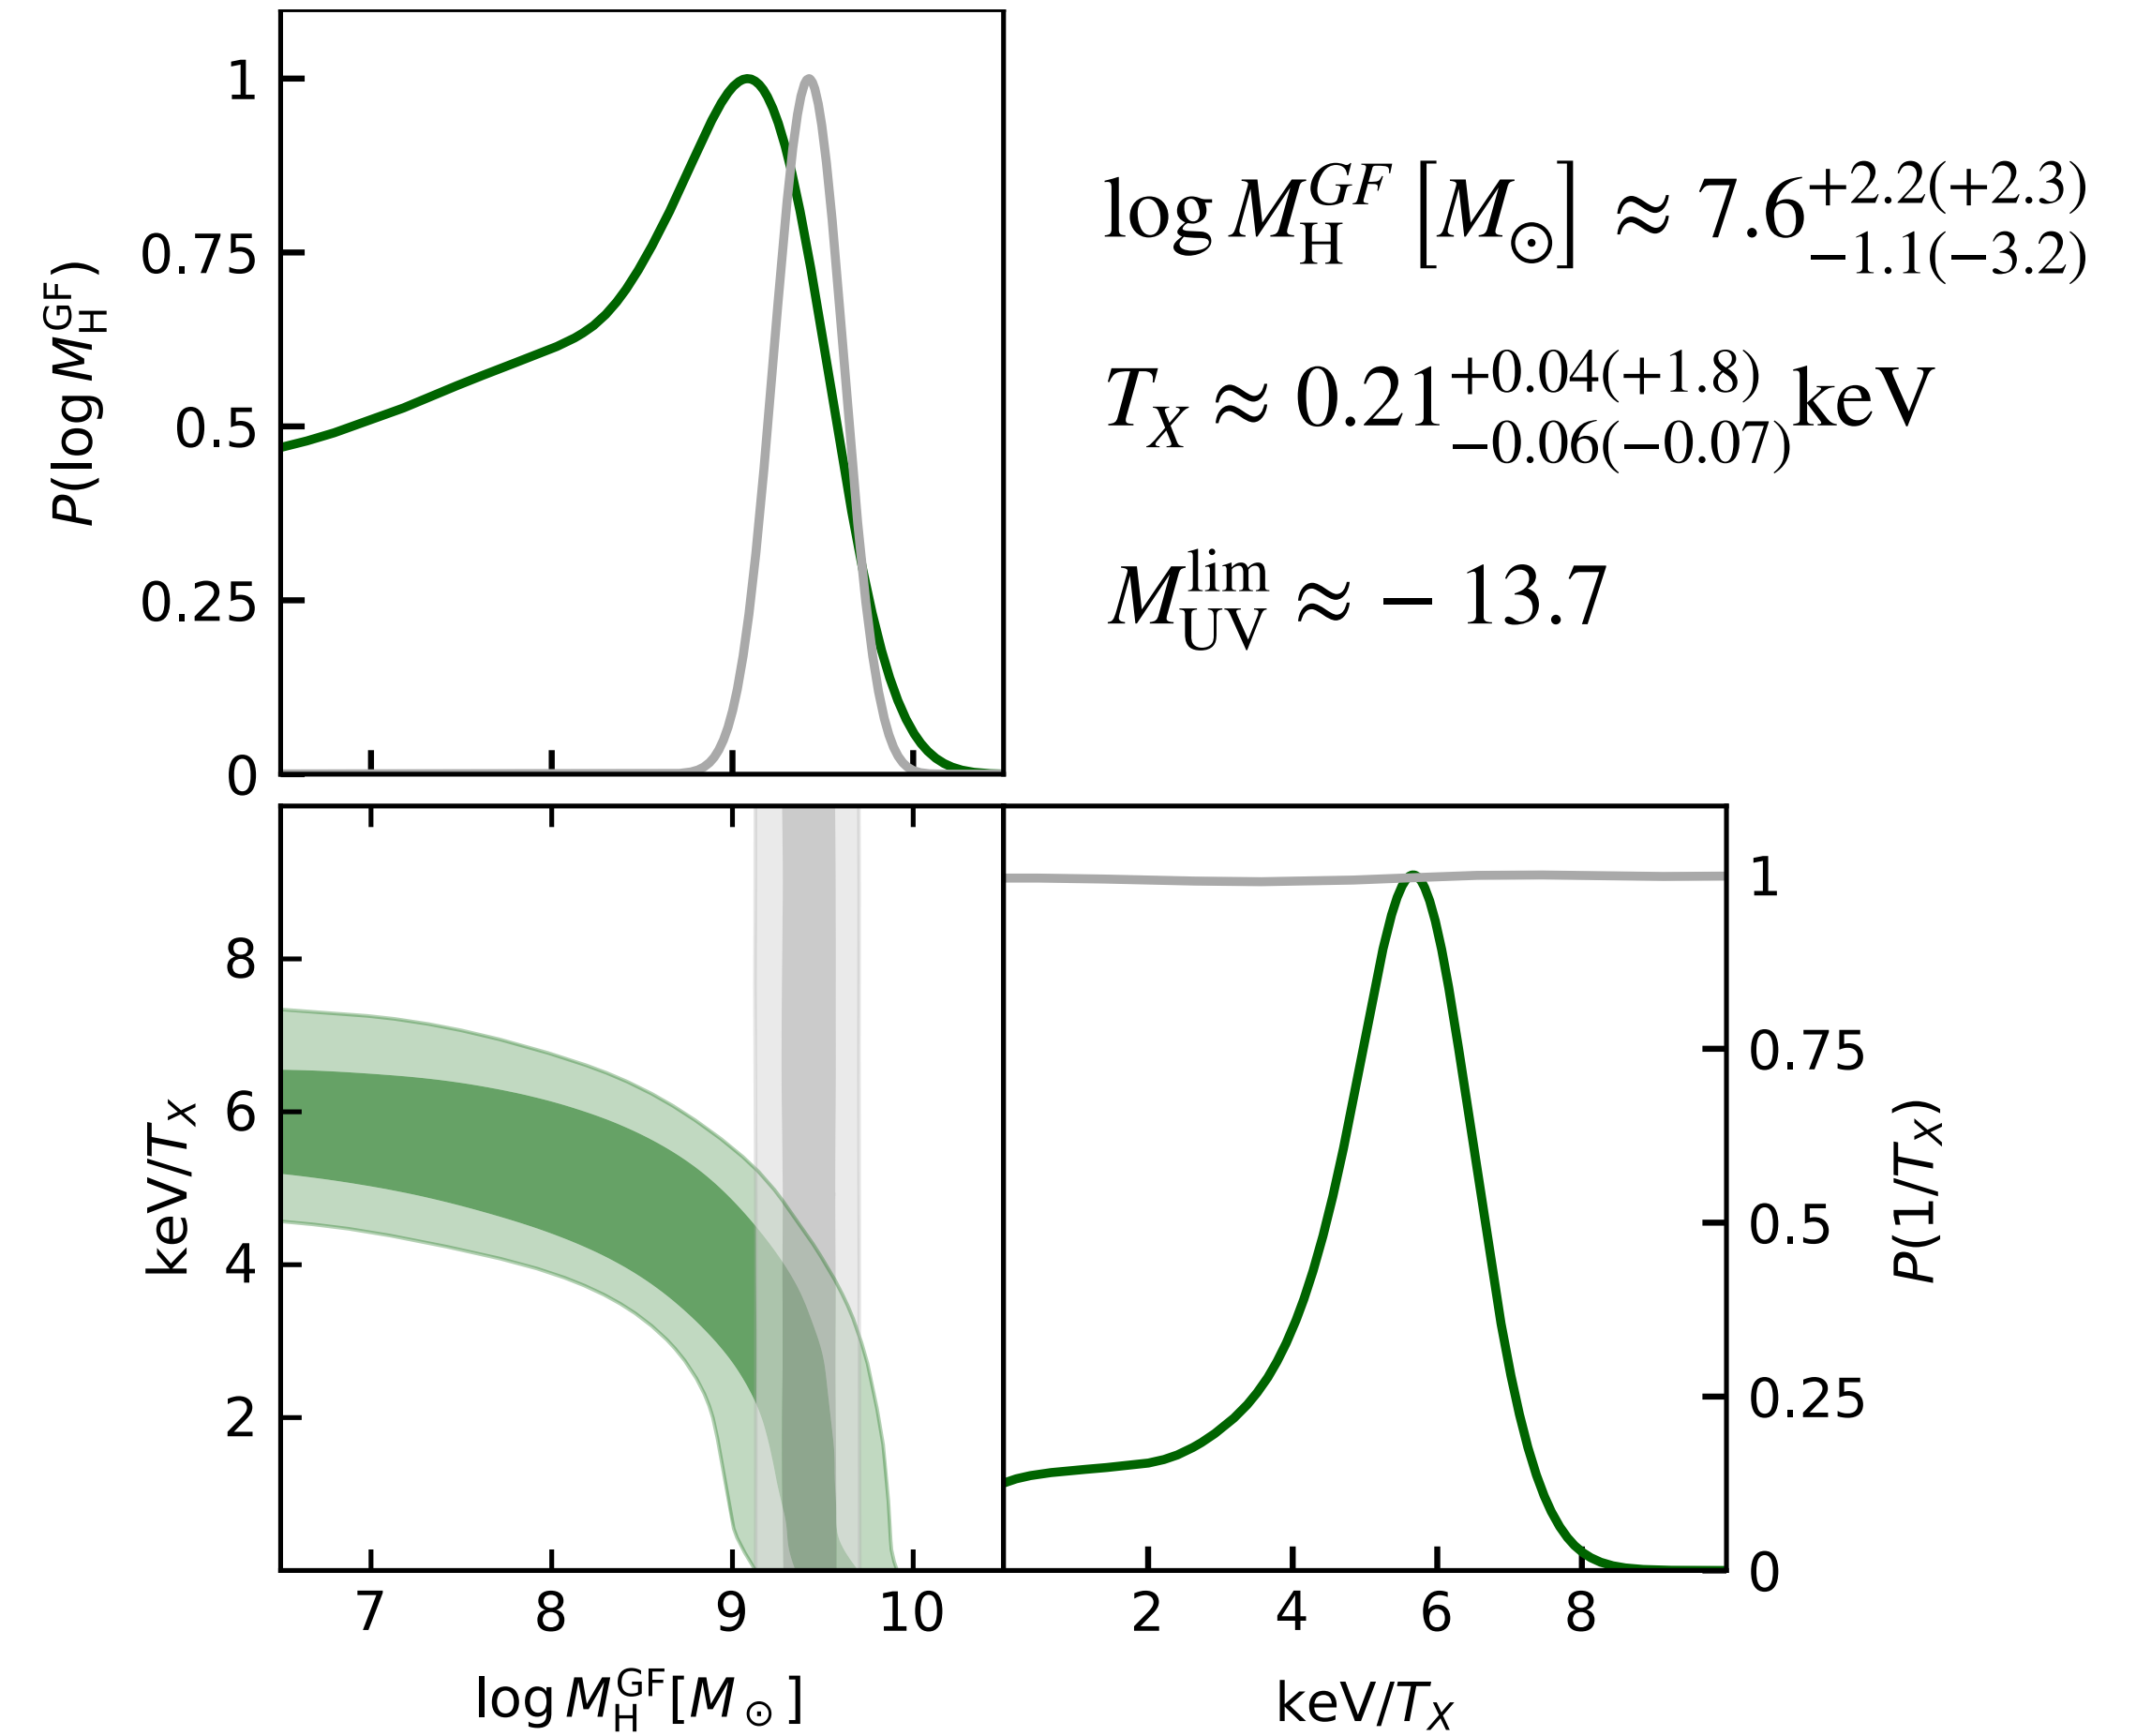 1
0.75
0.5
0.25
0
P(log M_H^GF)
log M_H^GF [M_⊙] ≈ 7.6^+2.2(+2.3)_−1.1(−3.2)
T_X ≈ 0.21^+0.04(+1.8)_−0.06(−0.07) keV
M_UV^lim ≈ − 13.7
8
6
4
2
keV/T_X
7 8 9 10
log M_H^GF [M_⊙]
2 4 6 8
keV/T_X
1
0.75
0.5
0.25
0
P(1/T_X)